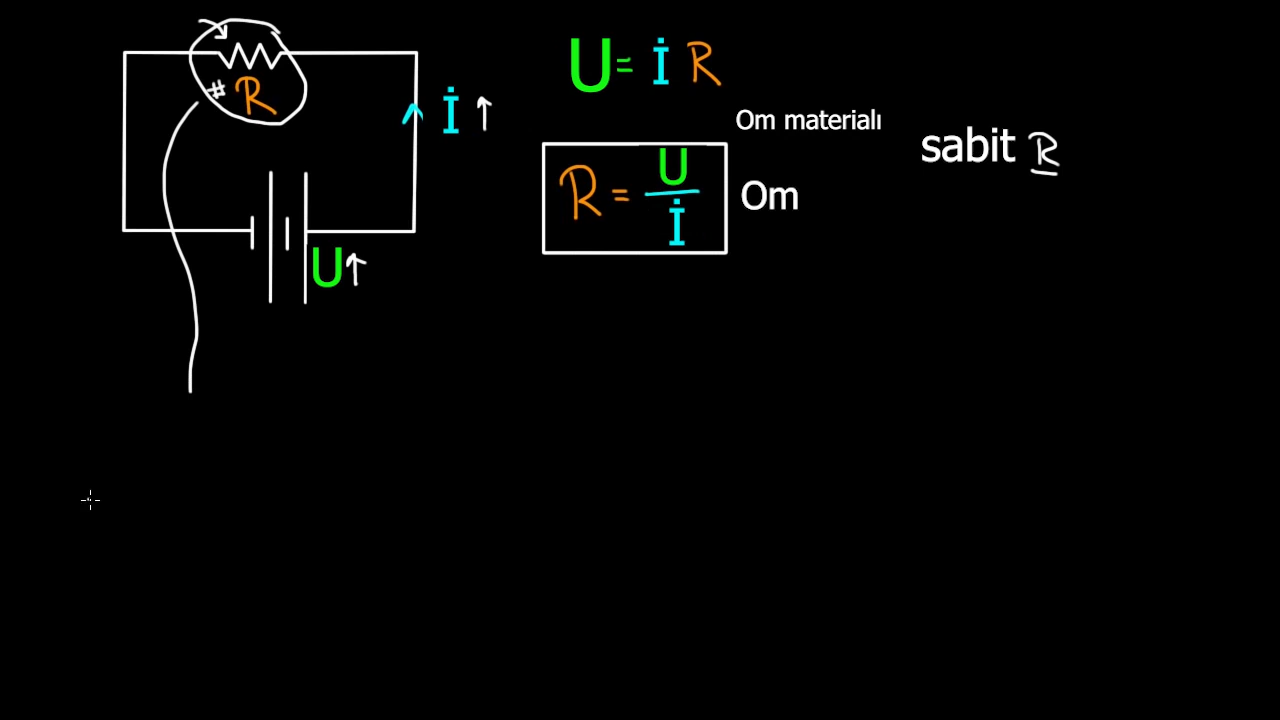 # R
İ ↑
U ↑
U = İ R
Om materialı
R = U / İ
Om
sabit R